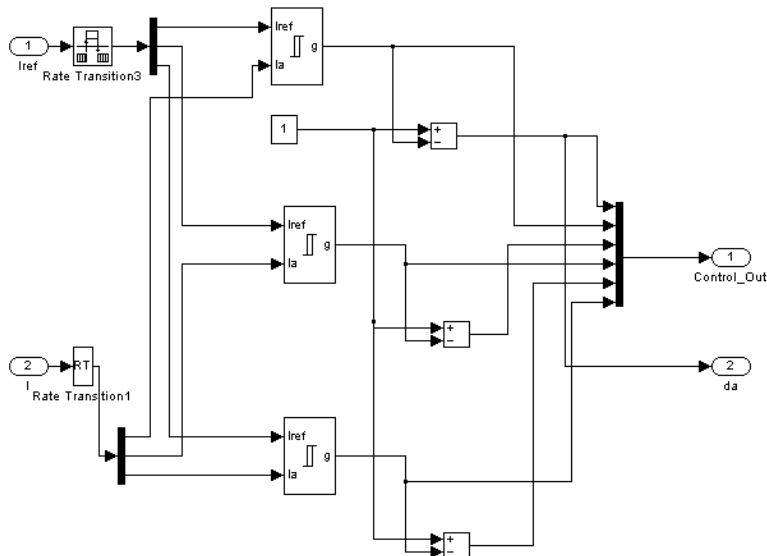 1
Iref
Rate Transition3
Iref
Ia
g
1
+
−
Iref
Ia
g
1
Control_Out
+
−
2
I
RT
Rate Transition1
2
da
Iref
Ia
g
+
−